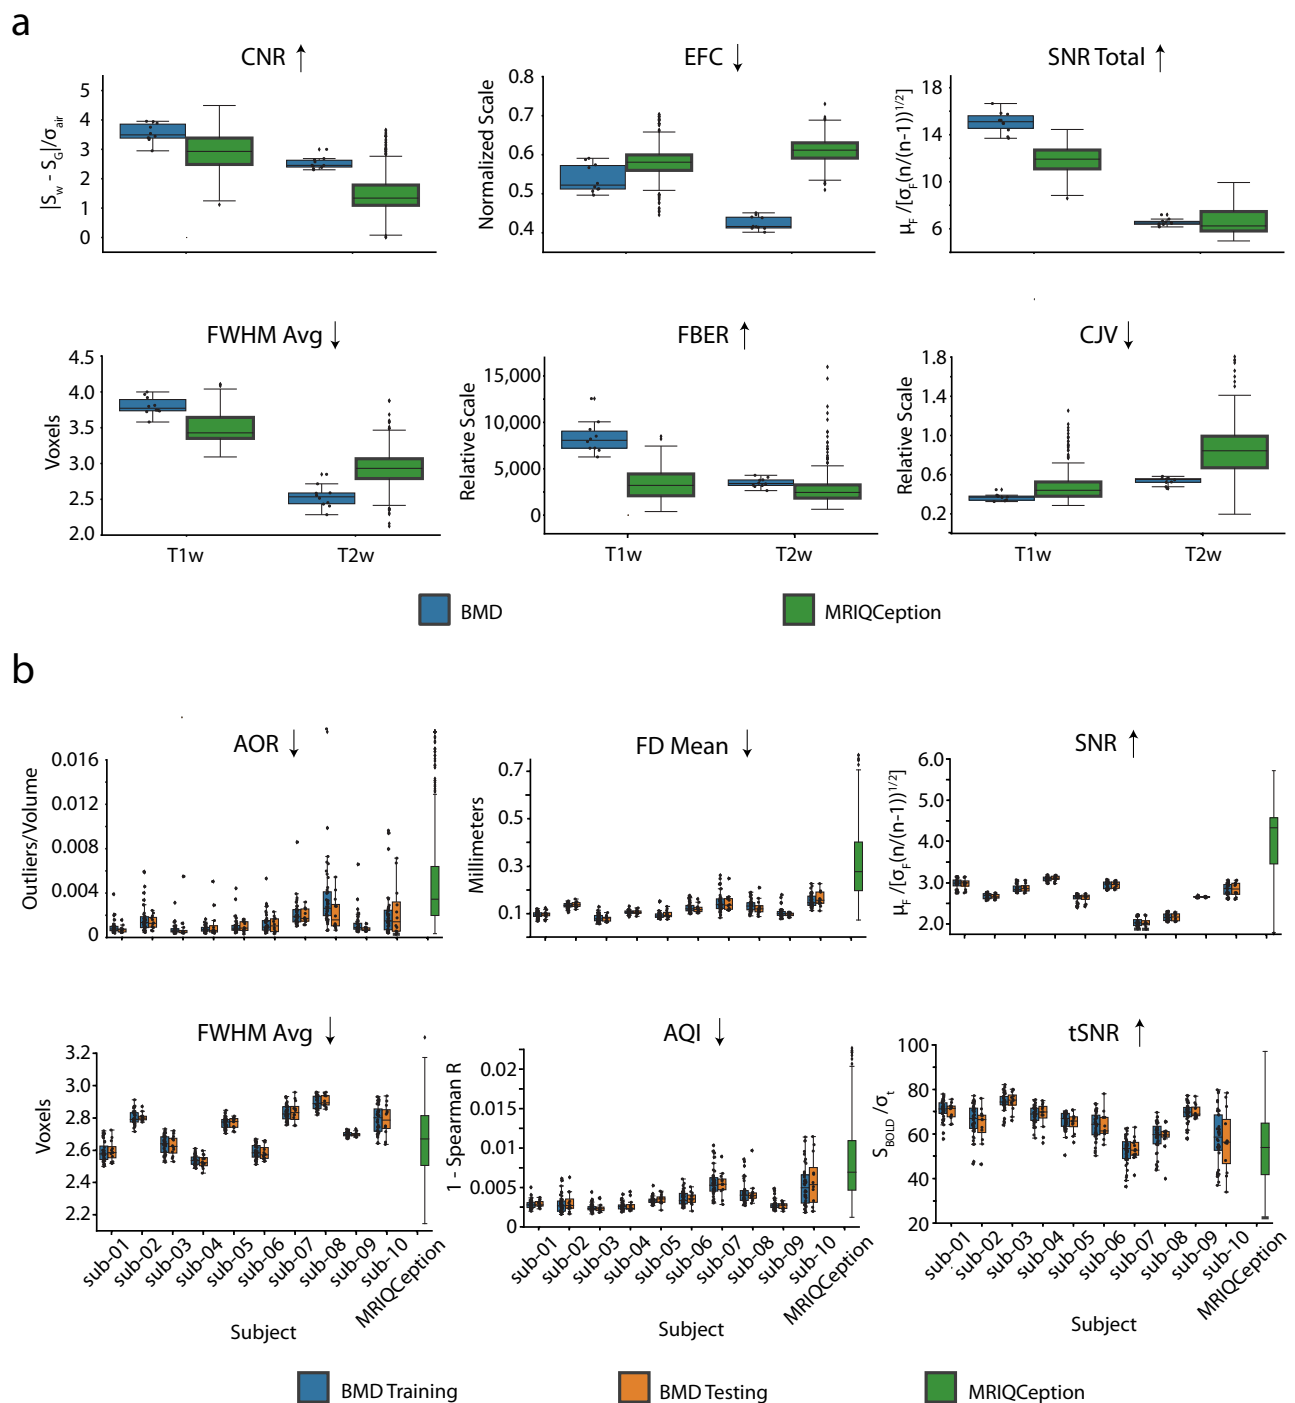 a
CNR ↑
|S_w - S_G|/σ_air
5
4
3
2
1
0
EFC ↓
Normalized Scale
0.8
0.7
0.6
0.5
0.4
SNR Total ↑
μ_F /[σ_F(n/(n-1))^1/2]
18
14
10
6
FWHM Avg ↓
Voxels
4.5
4.0
3.5
3.0
2.5
2.0
T1w
T2w
FBER ↑
Relative Scale
15,000
10,000
5,000
0
T1w
T2w
CJV ↓
Relative Scale
1.8
1.4
1.0
0.6
0.2
T1w
T2w
BMD
MRIQCeption
b
AOR ↓
Outliers/Volume
0.016
0.012
0.008
0.004
0
FD Mean ↓
Millimeters
0.7
0.5
0.3
0.1
SNR ↑
μ_F /[σ_F(n/(n-1))^1/2]
6.0
5.0
4.0
3.0
2.0
FWHM Avg ↓
Voxels
3.2
3.0
2.8
2.6
2.4
2.2
sub-01
sub-02
sub-03
sub-04
sub-05
sub-06
sub-07
sub-08
sub-09
sub-10
MRIQCeption
Subject
AQI ↓
1 - Spearman R
0.02
0.015
0.01
0.005
0
sub-01
sub-02
sub-03
sub-04
sub-05
sub-06
sub-07
sub-08
sub-09
sub-10
MRIQCeption
tSNR ↑
S_BOLD /σ_t
100
80
60
40
20
sub-01
sub-02
sub-03
sub-04
sub-05
sub-06
sub-07
sub-08
sub-09
sub-10
MRIQCeption
Subject
BMD Training
BMD Testing
MRIQCeption